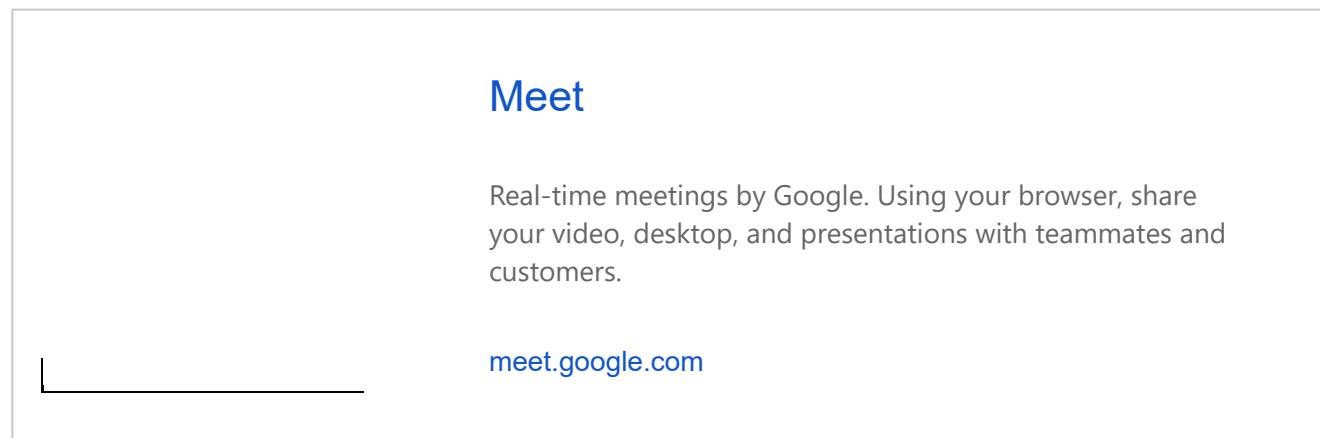 Meet
Real-time meetings by Google. Using your browser, share
your video, desktop, and presentations with teammates and
customers.
meet.google.com